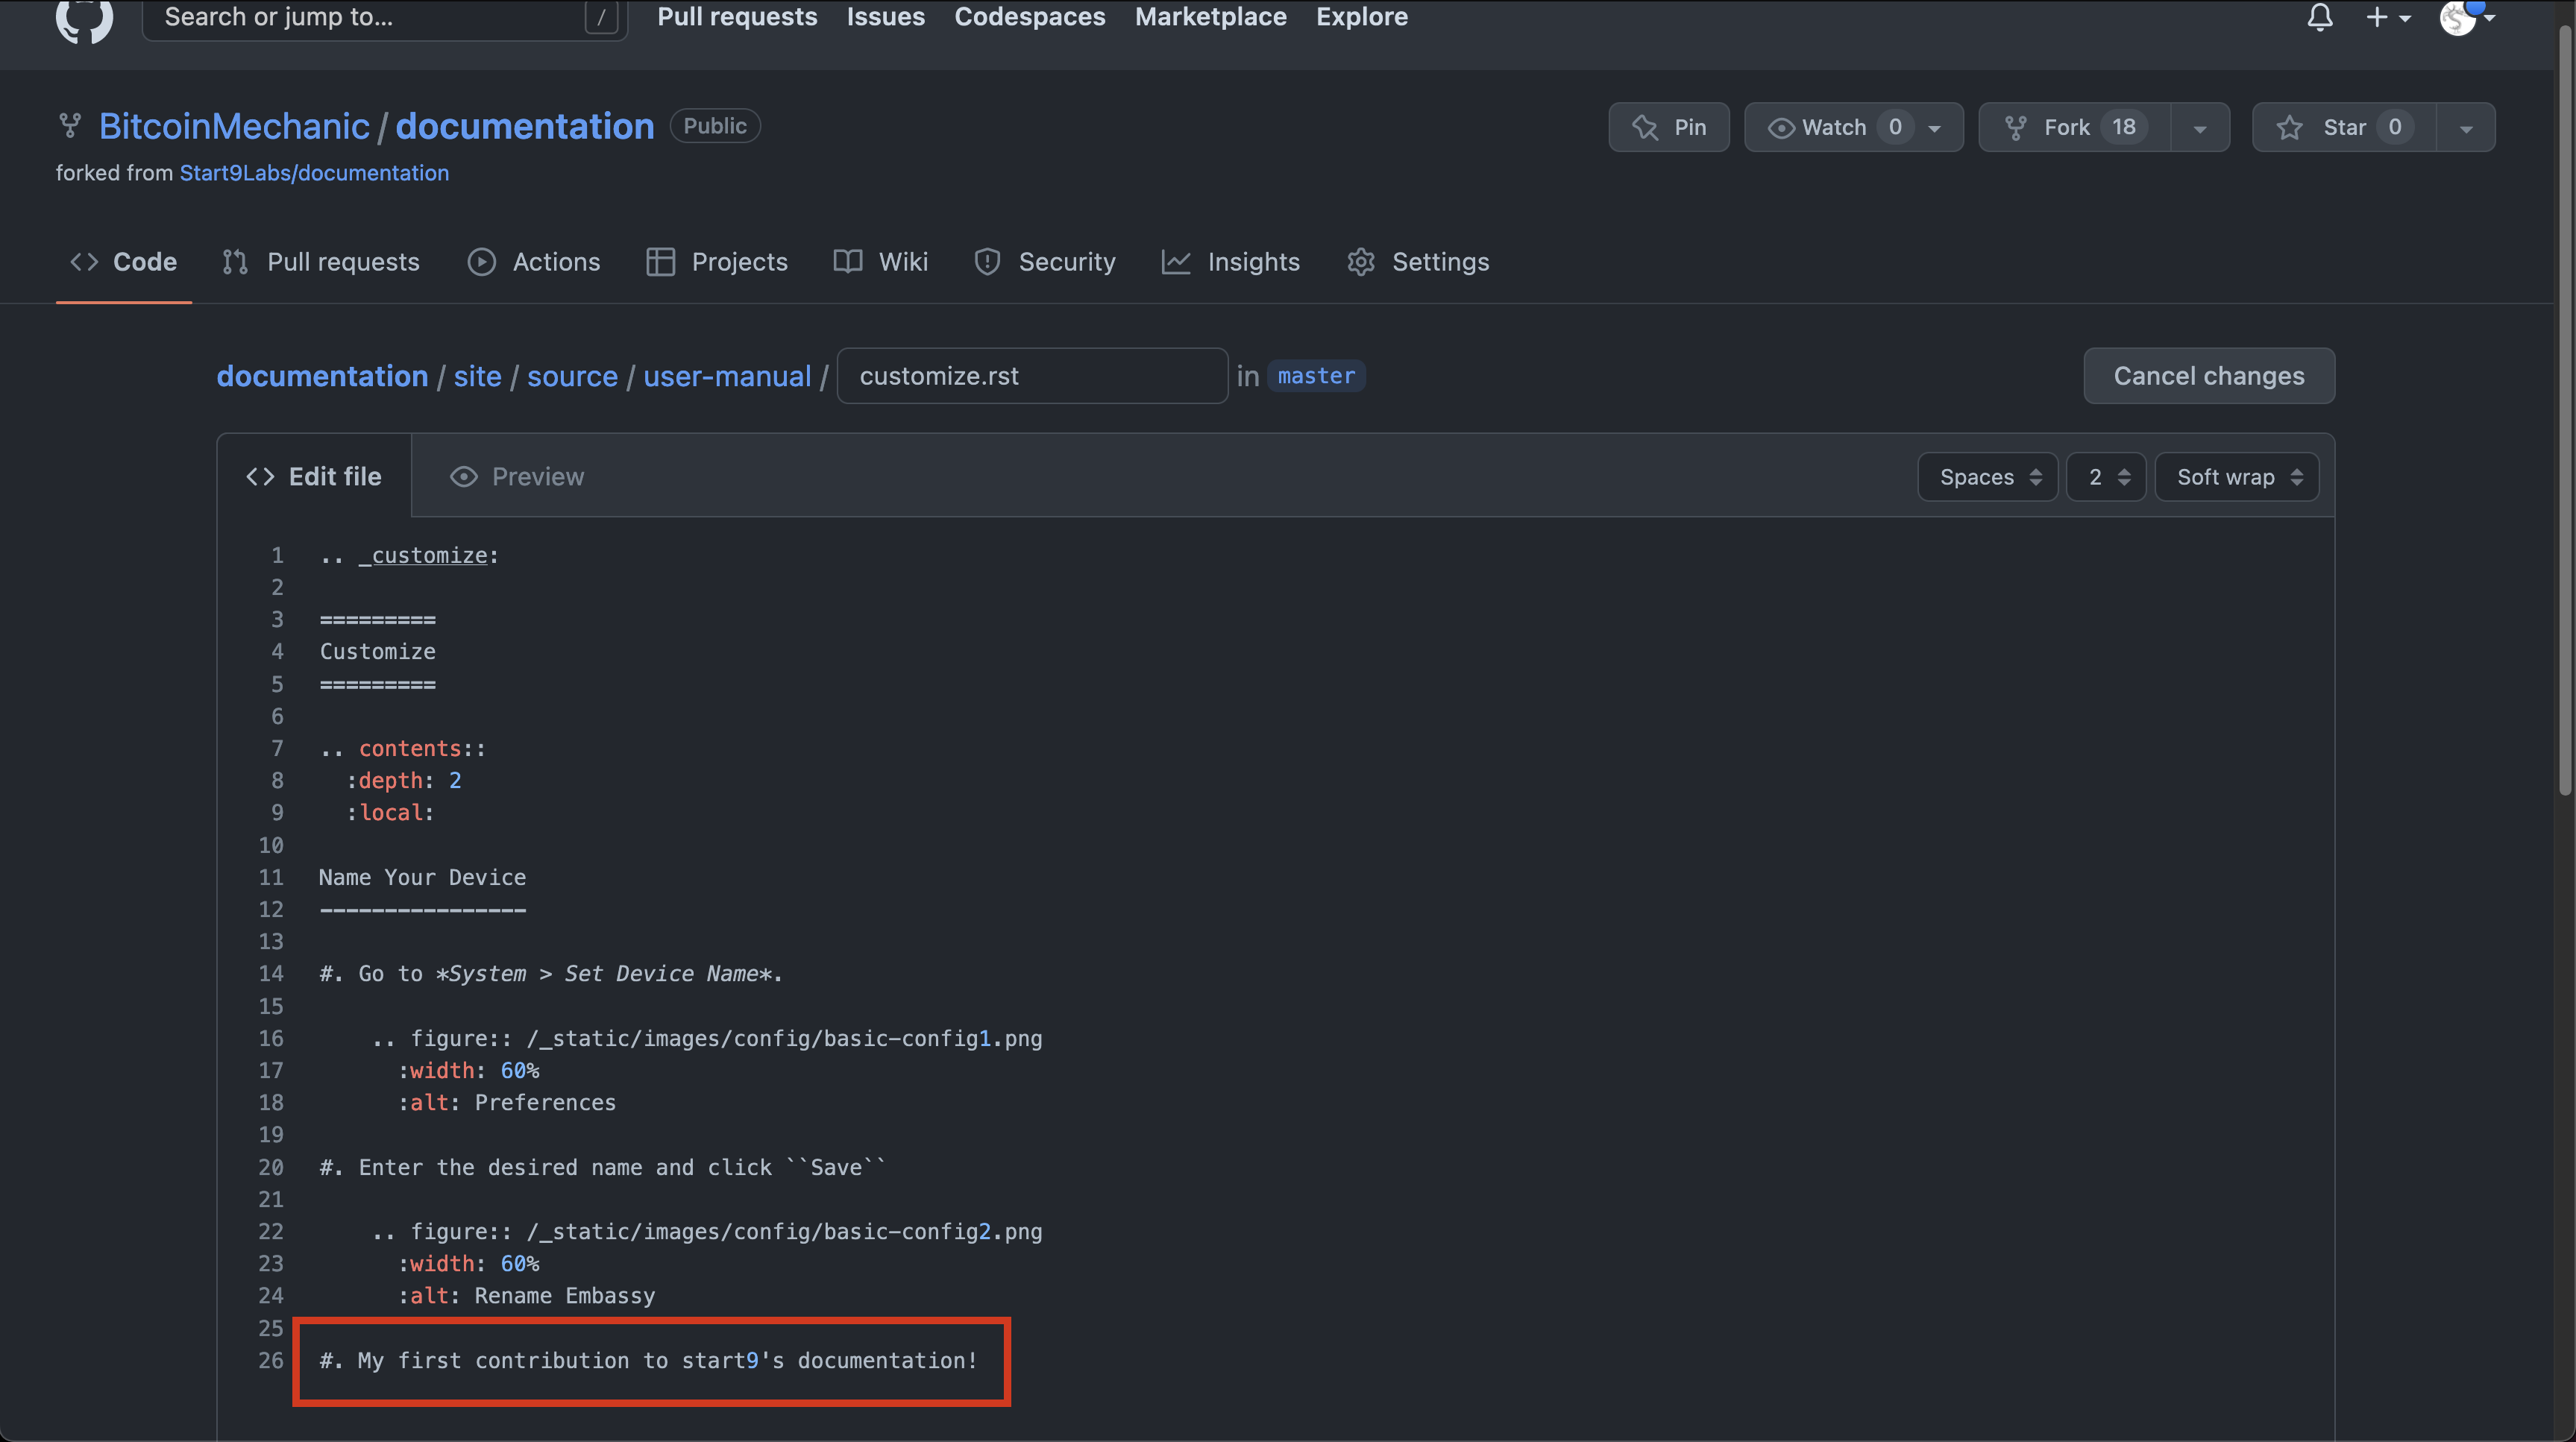 Search or jump to... / Pull requests Issues Codespaces Marketplace Explore
BitcoinMechanic / documentation Public Pin Watch 0 Fork 18 Star 0
forked from Start9Labs/documentation
Code Pull requests Actions Projects Wiki Security Insights Settings
documentation / site / source / user-manual / customize.rst in master Cancel changes
Edit file Preview Spaces 2 Soft wrap
1 .. _customize:
2
3 =========
4 Customize
5 =========
6
7 .. contents::
8   :depth: 2
9   :local:
10
11 Name Your Device
12 ----------------
13
14 #. Go to *System > Set Device Name*.
15
16     .. figure:: /_static/images/config/basic-config1.png
17       :width: 60%
18       :alt: Preferences
19
20 #. Enter the desired name and click ``Save``
21
22     .. figure:: /_static/images/config/basic-config2.png
23       :width: 60%
24       :alt: Rename Embassy
25
26 #. My first contribution to start9's documentation!